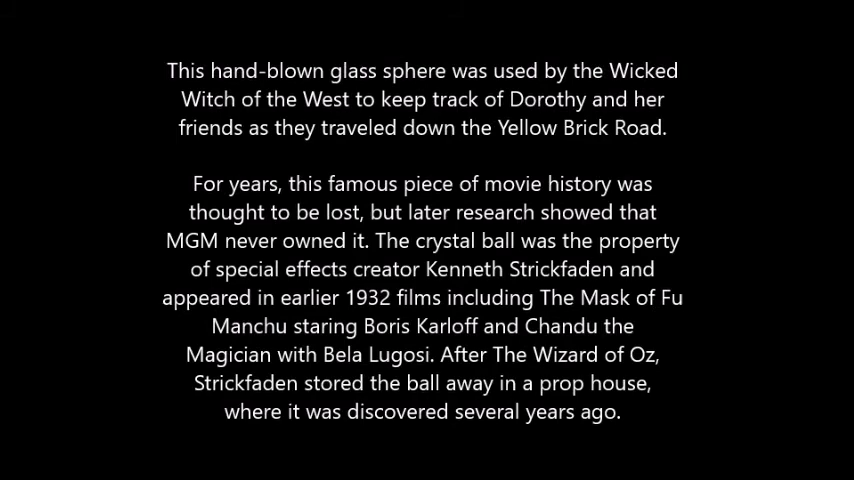 This hand-blown glass sphere was used by the Wicked
Witch of the West to keep track of Dorothy and her
friends as they traveled down the Yellow Brick Road.
For years, this famous piece of movie history was
thought to be lost, but later research showed that
MGM never owned it. The crystal ball was the property
of special effects creator Kenneth Strickfaden and
appeared in earlier 1932 films including The Mask of Fu
Manchu staring Boris Karloff and Chandu the
Magician with Bela Lugosi. After The Wizard of Oz,
Strickfaden stored the ball away in a prop house,
where it was discovered several years ago.